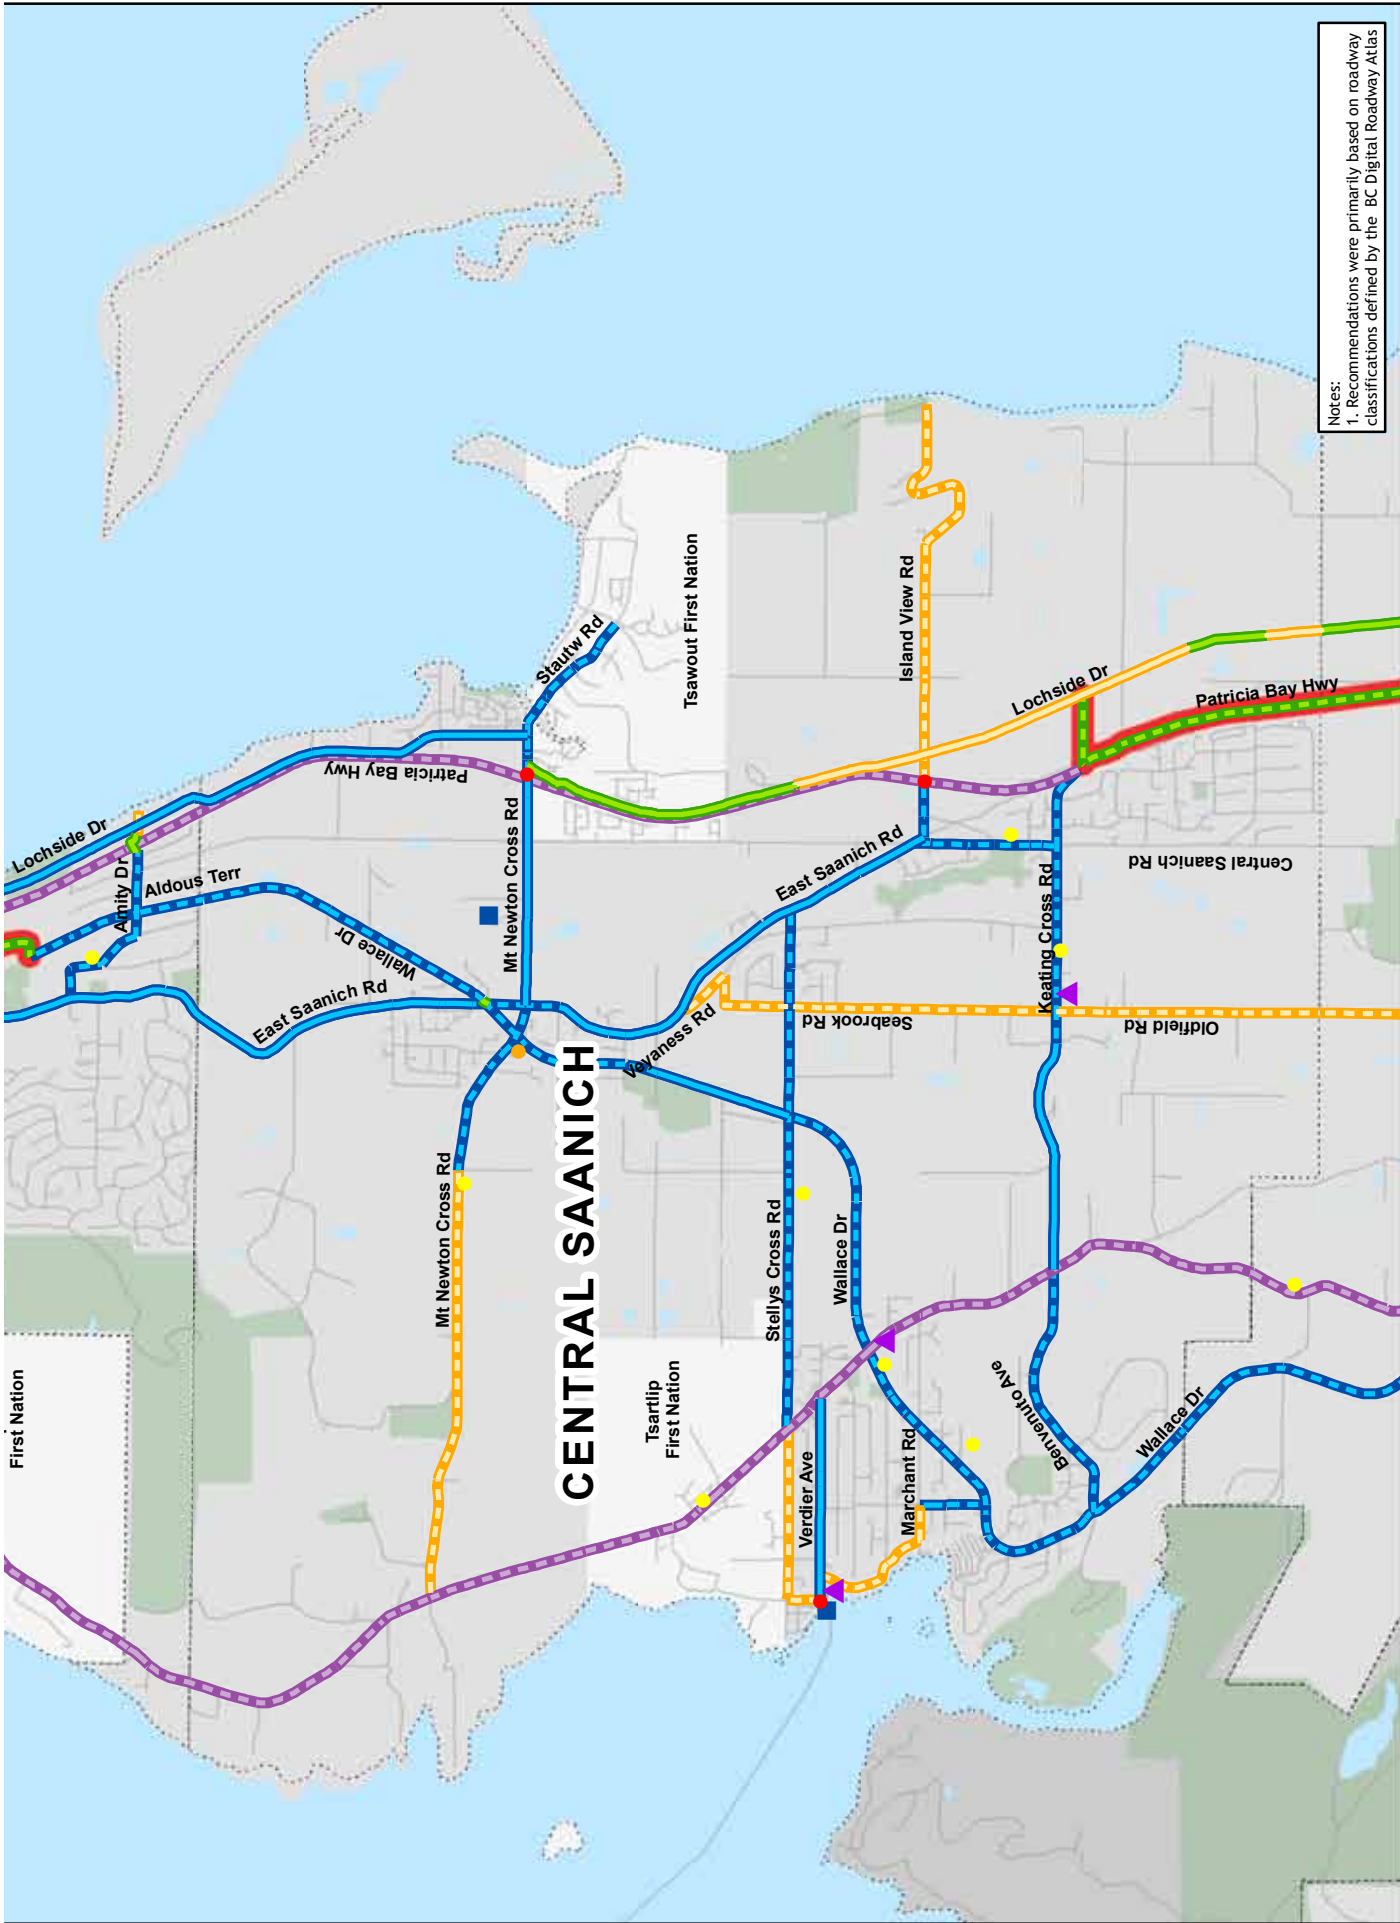 Notes:
1. Recommendations were primarily based on roadway
classifications defined by the BC Digital Roadway Atlas
Lochside Dr
Amity Dr
Aldous Terr
Patricia Bay Hwy
Wallace Dr
East Saanich Rd
Mt Newton Cross Rd
Stautw Rd
Tsawout First Nation
Island View Rd
Lochside Dr
Patricia Bay Hwy
East Saanich Rd
Central Saanich Rd
Keating Cross Rd
Veyaness Rd
Seabrook Rd
Oldfield Rd
CENTRAL SAANICH
Mt Newton Cross Rd
Stellys Cross Rd
Wallace Dr
First Nation
Tsartlip
First Nation
Verdier Ave
Marchant Rd
Benvenuto Ave
Wallace Dr